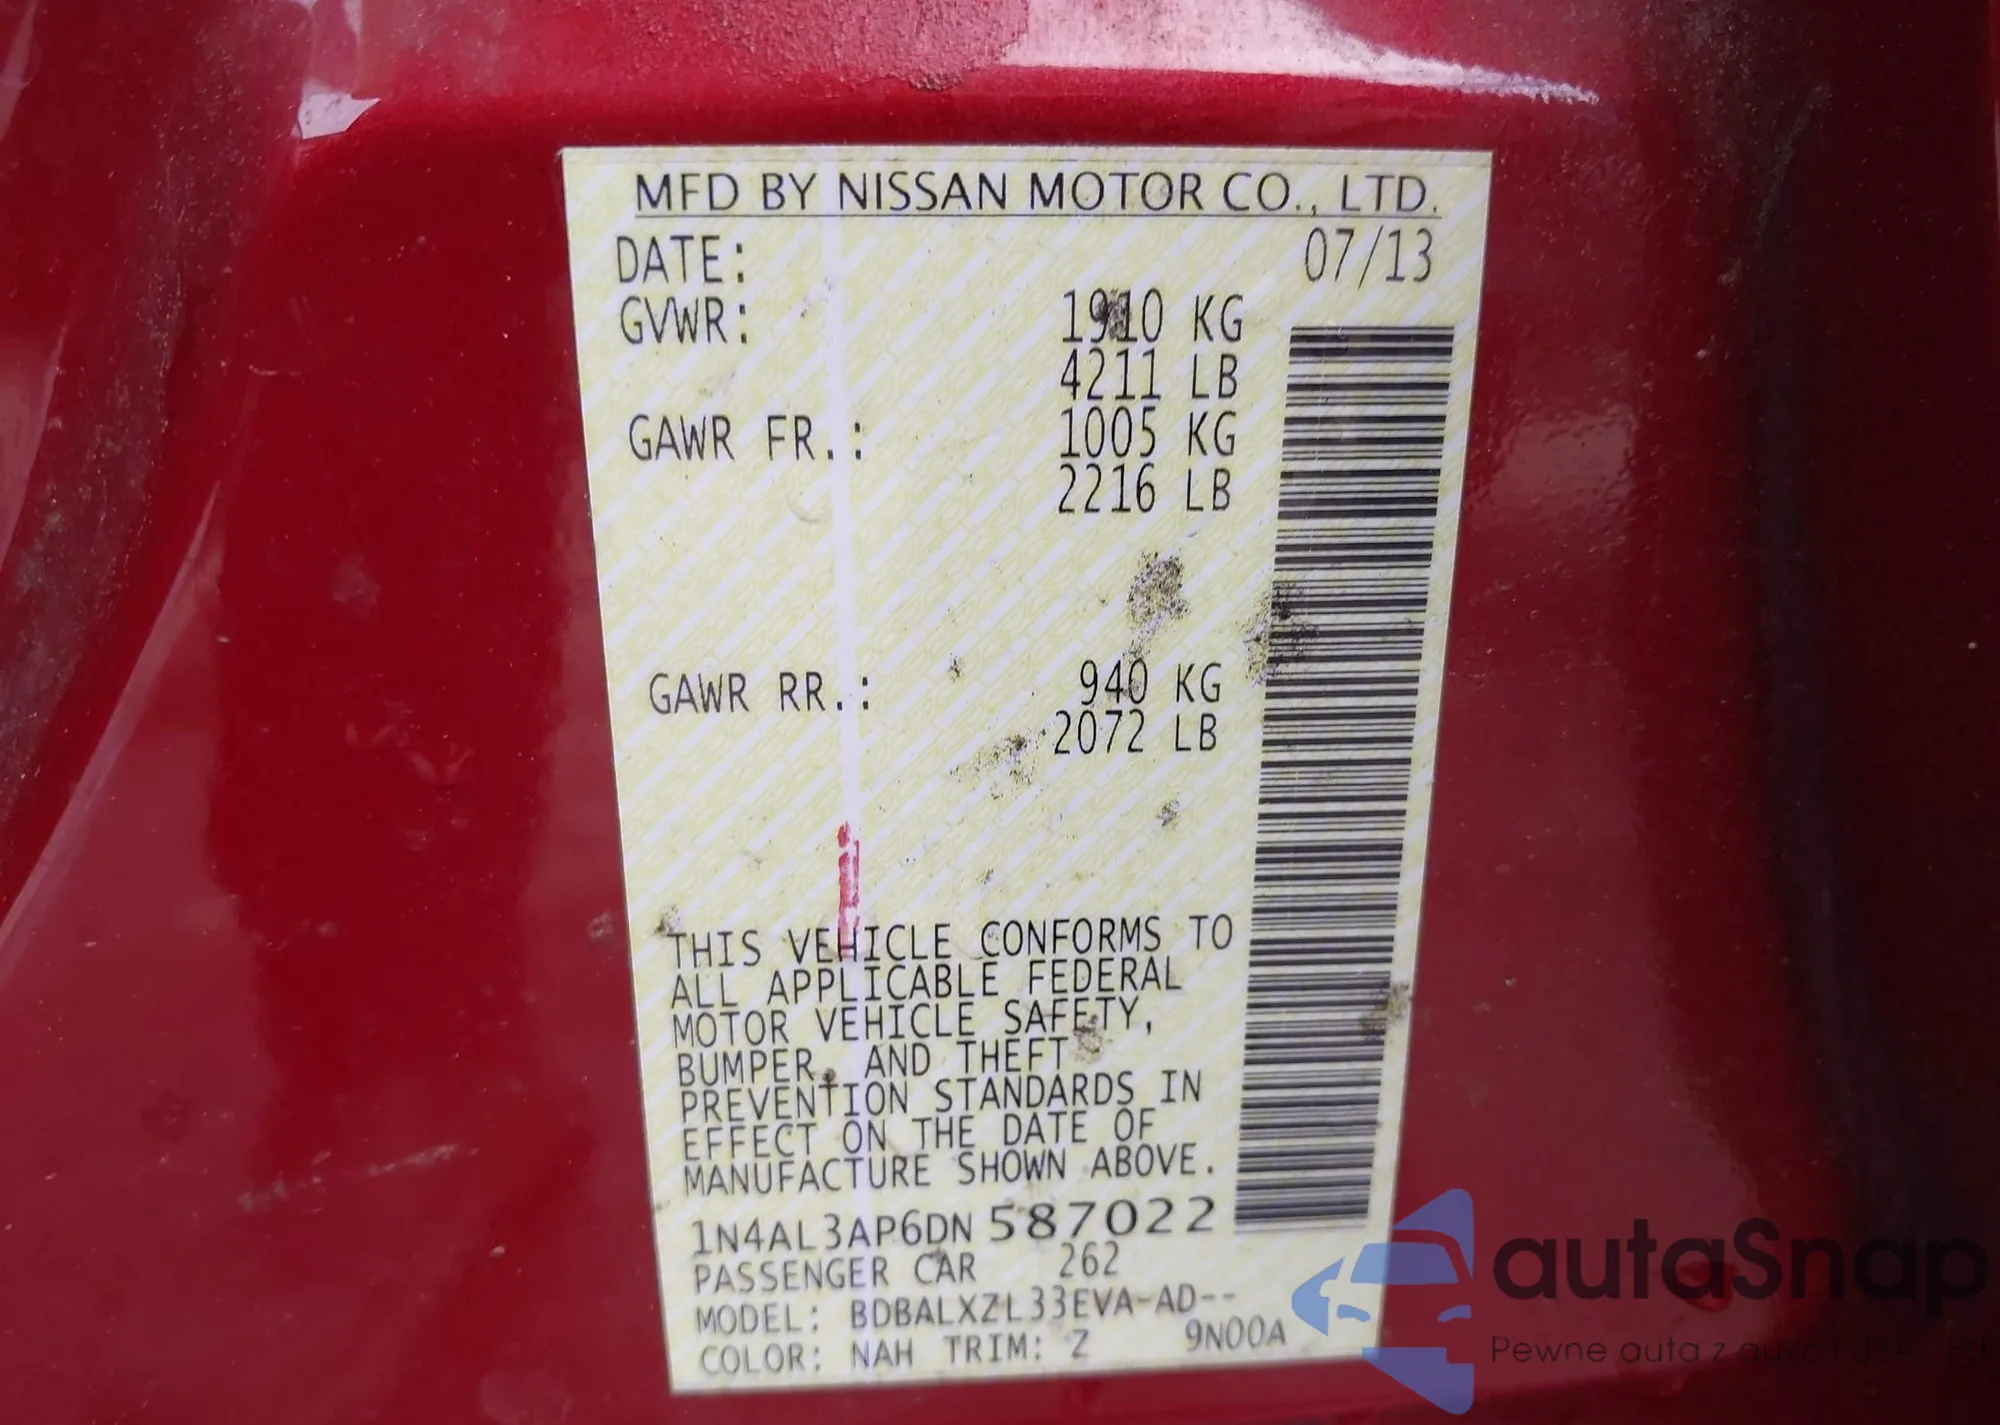 MFD BY NISSAN MOTOR CO., LTD.
DATE: 07/13
GVWR: 1910 KG
4211 LB
GAWR FR.: 1005 KG
2216 LB
GAWR RR.: 940 KG
2072 LB
THIS VEHICLE CONFORMS TO
ALL APPLICABLE FEDERAL
MOTOR VEHICLE SAFETY,
BUMPER, AND THEFT
PREVENTION STANDARDS IN
EFFECT ON THE DATE OF
MANUFACTURE SHOWN ABOVE.
1N4AL3AP6DN 587022
PASSENGER CAR 262
MODEL: BDBALXZL33EVA-AD--
COLOR: NAH TRIM: Z 9N00A
autaSnap
Pewne auta z aukcji